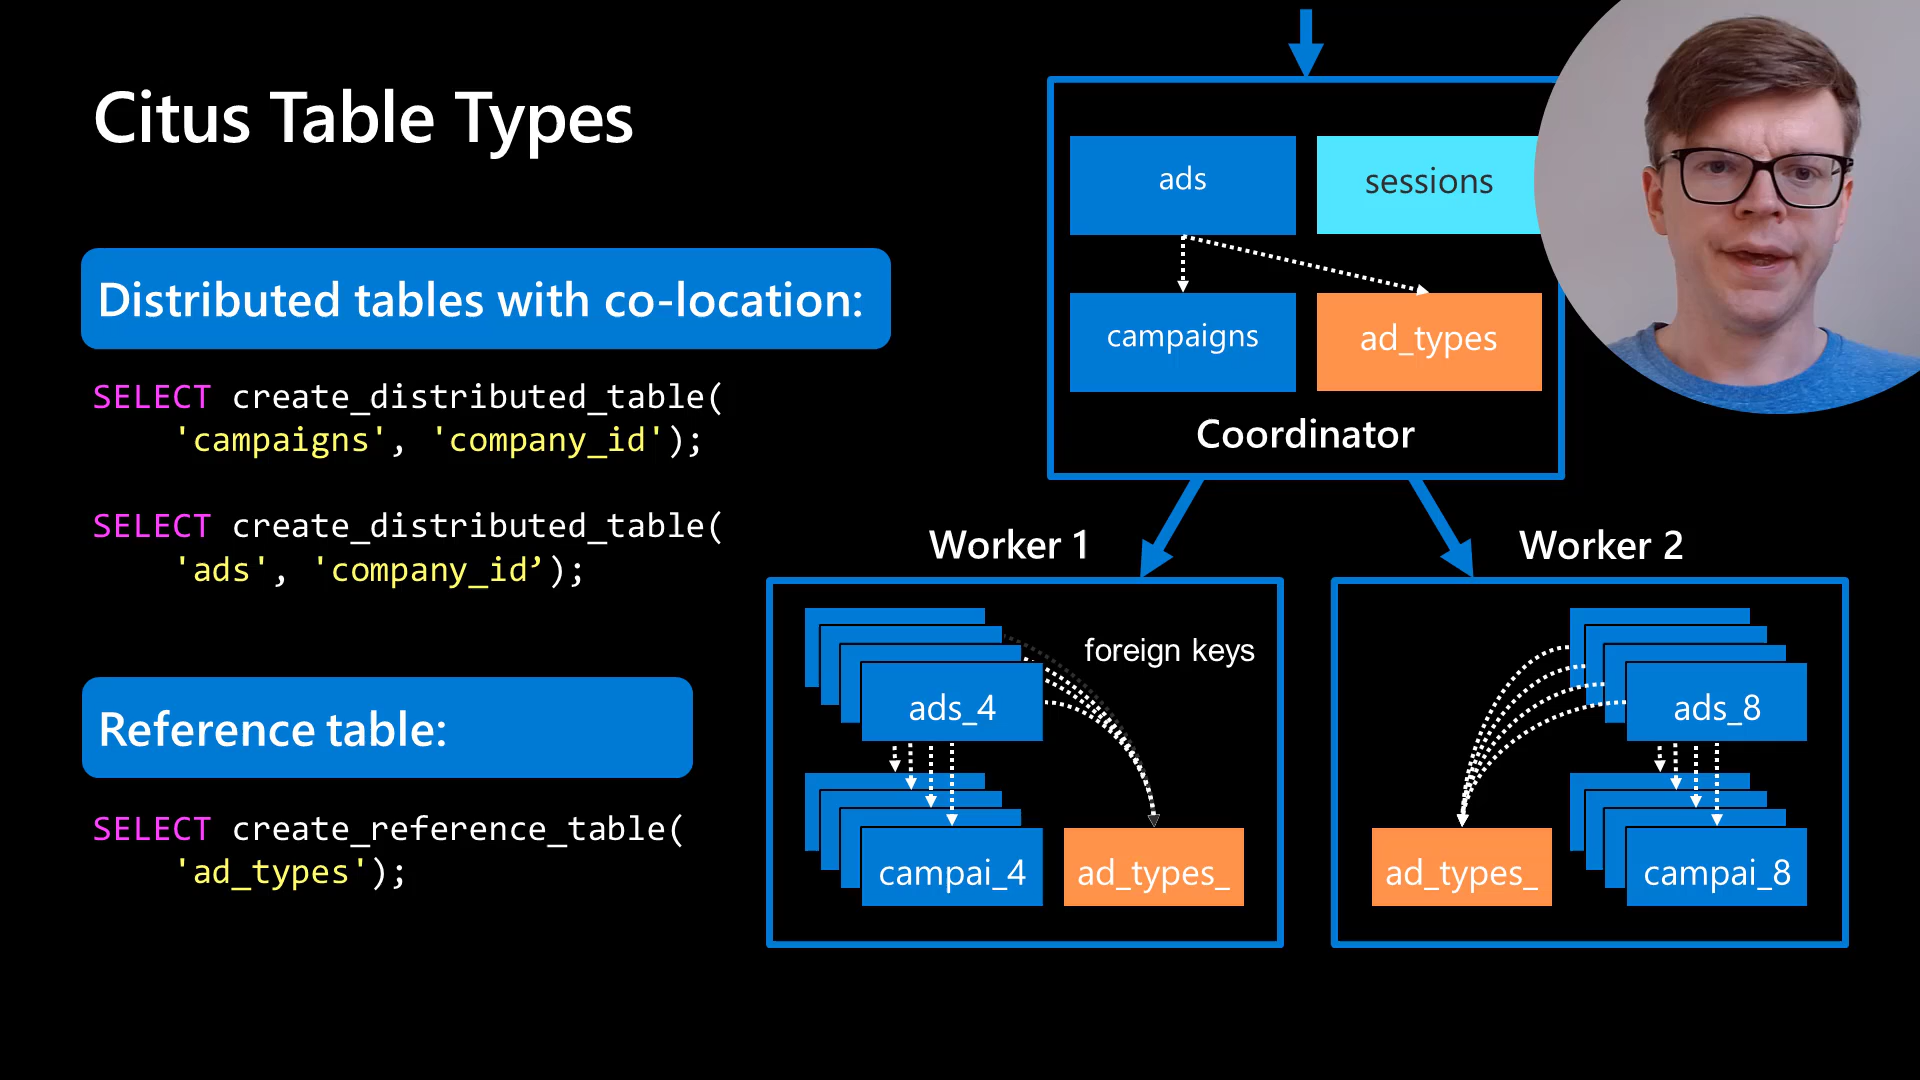 Citus Table Types
Distributed tables with co-location:
SELECT create_distributed_table(
'campaigns', 'company_id');
SELECT create_distributed_table(
'ads', 'company_id’);
Reference table:
SELECT create_reference_table(
'ad_types');
ads
sessions
campaigns
ad_types
Coordinator
Worker 1
foreign keys
ads_4
campai_4
ad_types_
Worker 2
ads_8
ad_types_
campai_8